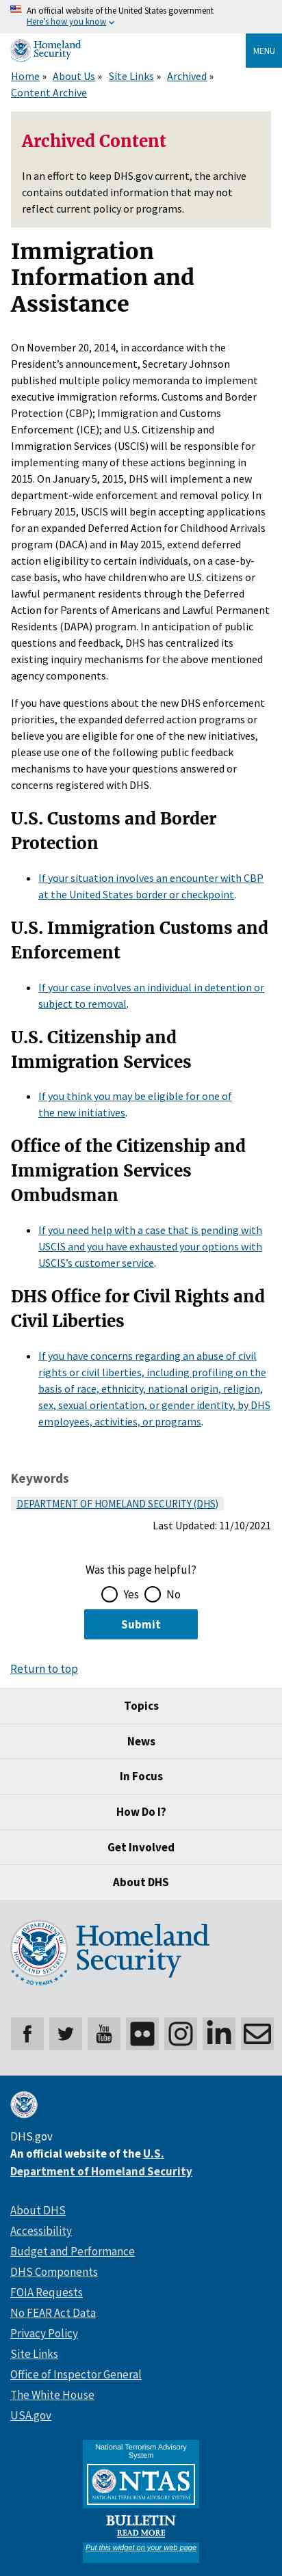 An official website of the United States government
Here's how you know
Homeland
Security
MENU
Home » About Us » Site Links » Archived »
Content Archive
Archived Content
In an effort to keep DHS.gov current, the archive
contains outdated information that may not
reflect current policy or programs.
Immigration
Information and
Assistance
On November 20, 2014, in accordance with the
President's announcement, Secretary Johnson
published multiple policy memoranda to implement
executive immigration reforms. Customs and Border
Protection (CBP); Immigration and Customs
Enforcement (ICE); and U.S. Citizenship and
Immigration Services (USCIS) will be responsible for
implementing many of these actions beginning in
2015. On January 5, 2015, DHS will implement a new
department-wide enforcement and removal policy. In
February 2015, USCIS will begin accepting applications
for an expanded Deferred Action for Childhood Arrivals
program (DACA) and in May 2015, extend deferred
action eligibility to certain individuals, on a case-by-
case basis, who have children who are U.S. citizens or
lawful permanent residents through the Deferred
Action for Parents of Americans and Lawful Permanent
Residents (DAPA) program. In anticipation of public
questions and feedback, DHS has centralized its
existing inquiry mechanisms for the above mentioned
agency components.
If you have questions about the new DHS enforcement
priorities, the expanded deferred action programs or
believe you are eligible for one of the new initiatives,
please use one of the following public feedback
mechanisms to have your questions answered or
concerns registered with DHS.
U.S. Customs and Border
Protection
If your situation involves an encounter with CBP
at the United States border or checkpoint.
U.S. Immigration Customs and
Enforcement
If your case involves an individual in detention or
subject to removal.
U.S. Citizenship and
Immigration Services
If you think you may be eligible for one of
the new initiatives.
Office of the Citizenship and
Immigration Services
Ombudsman
If you need help with a case that is pending with
USCIS and you have exhausted your options with
USCIS's customer service.
DHS Office for Civil Rights and
Civil Liberties
If you have concerns regarding an abuse of civil
rights or civil liberties, including profiling on the
basis of race, ethnicity, national origin, religion,
sex, sexual orientation, or gender identity, by DHS
employees, activities, or programs.
Keywords
DEPARTMENT OF HOMELAND SECURITY (DHS)
Last Updated: 11/10/2021
Was this page helpful?
Yes No
Submit
Return to top
Topics
News
In Focus
How Do I?
Get Involved
About DHS
Homeland
Security
20 YEARS
You
Tube
DHS.gov
An official website of the U.S.
Department of Homeland Security
About DHS
Accessibility
Budget and Performance
DHS Components
FOIA Requests
No FEAR Act Data
Privacy Policy
Site Links
Office of Inspector General
The White House
USA.gov
National Terrorism Advisory
System
NTAS
NATIONAL TERRORISM ADVISORY SYSTEM
BULLETIN
READ MORE
Put this widget on your web page